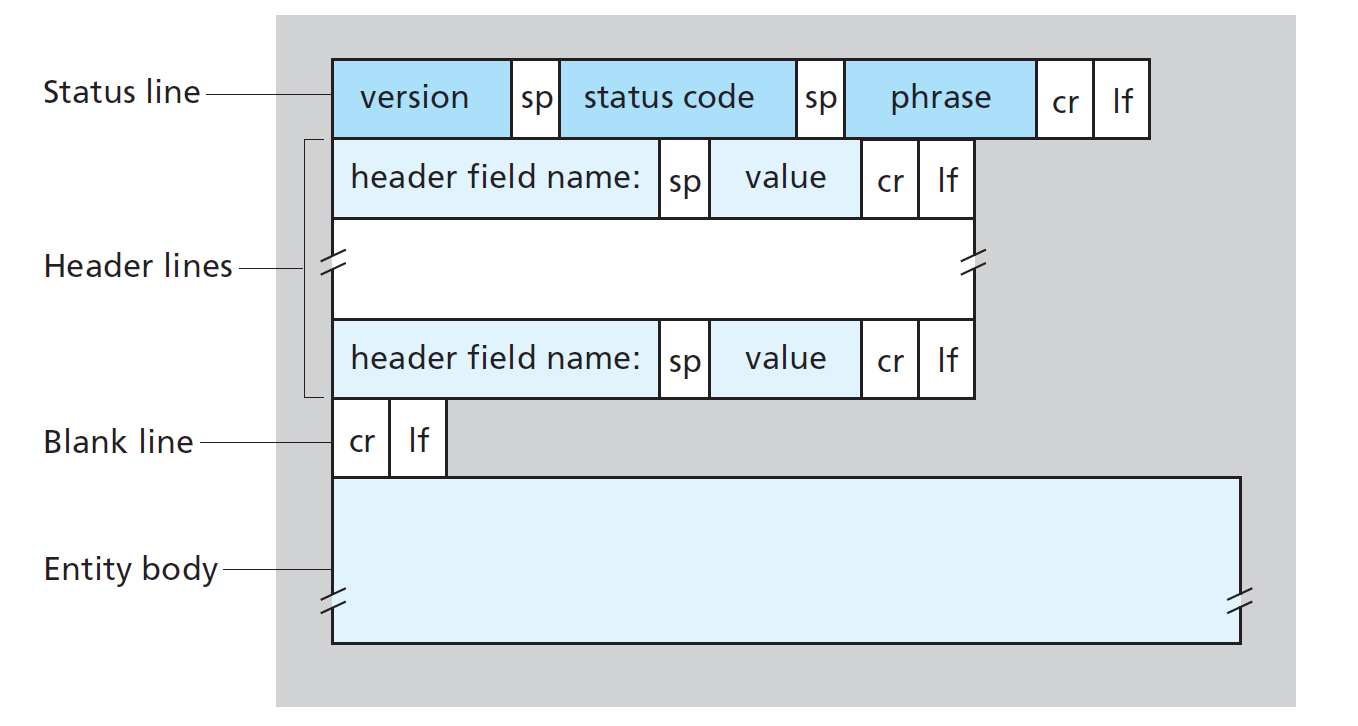 Status line version sp status code sp phrase cr lf
header field name: sp value cr lf
Header lines
header field name: sp value cr lf
Blank line cr lf
Entity body